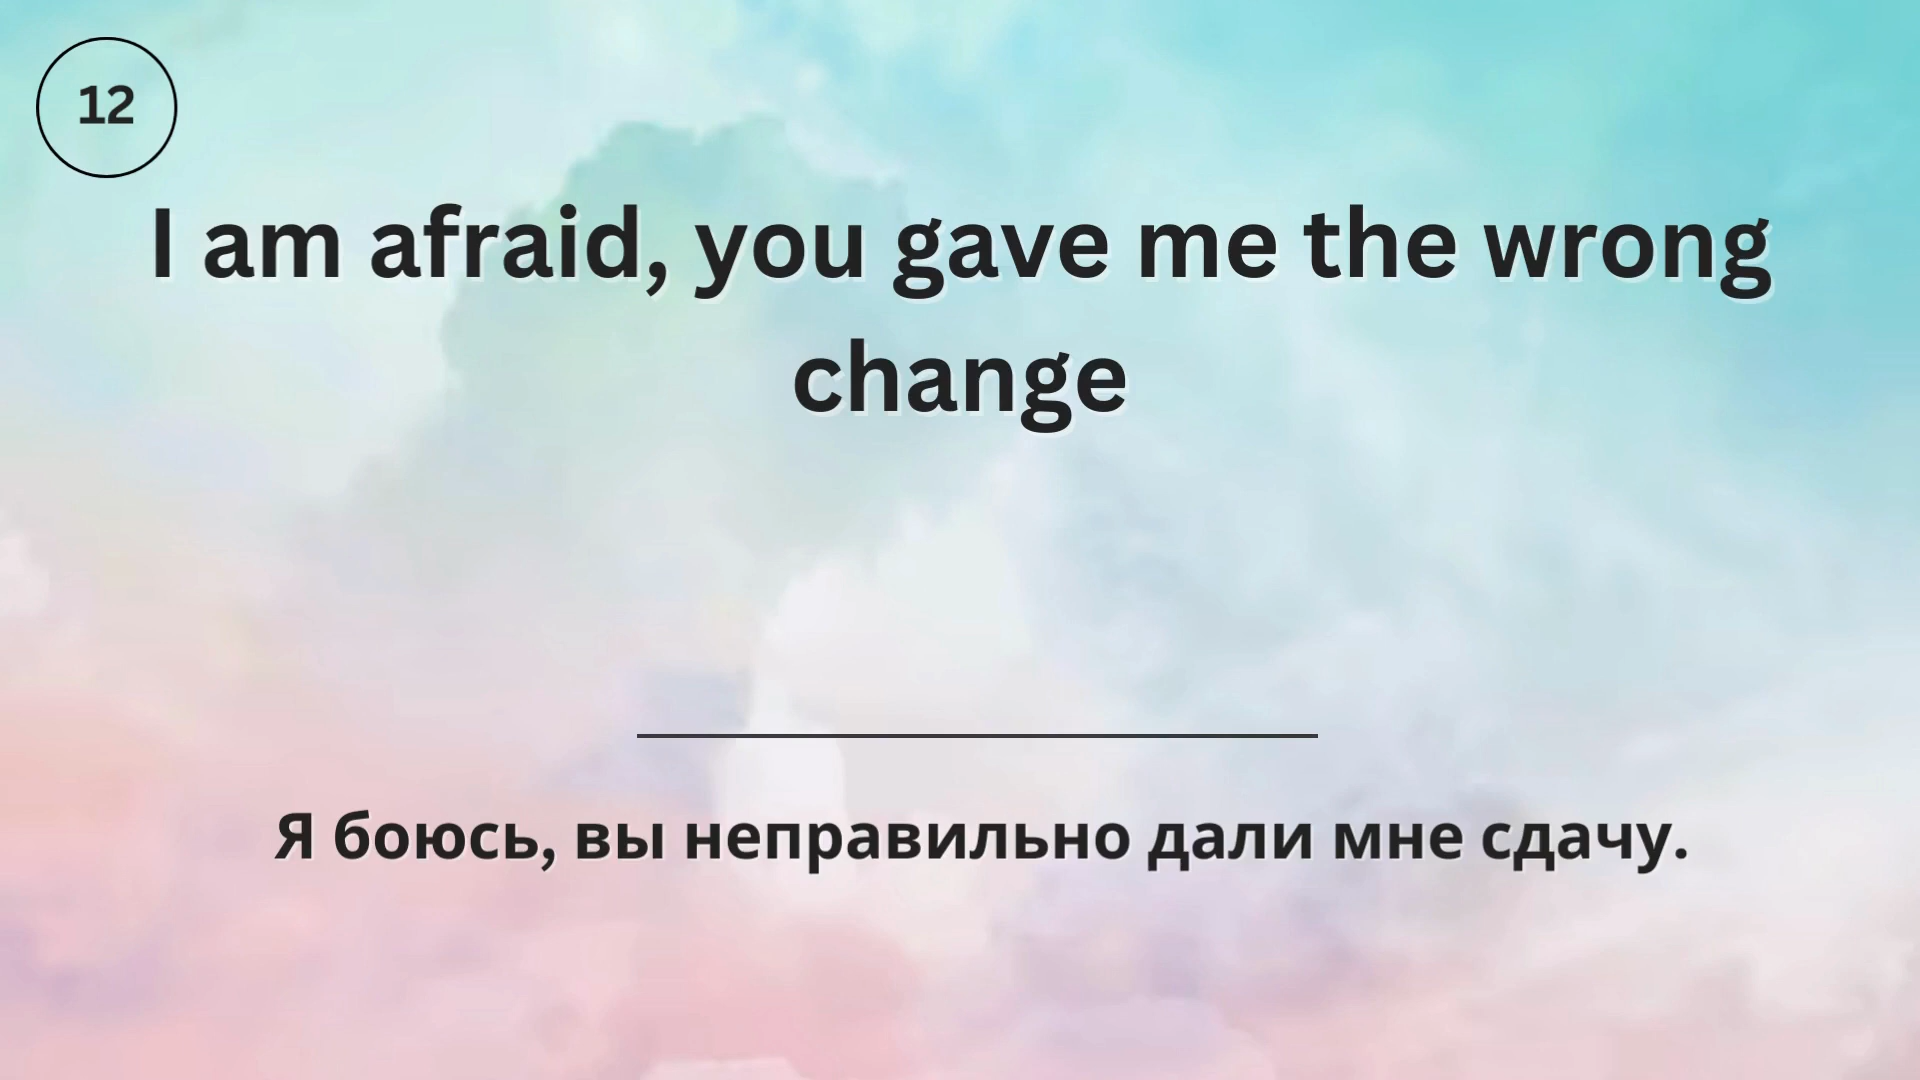 12
I am afraid, you gave me the wrong
change
Я боюсь, вы неправильно дали мне сдачу.